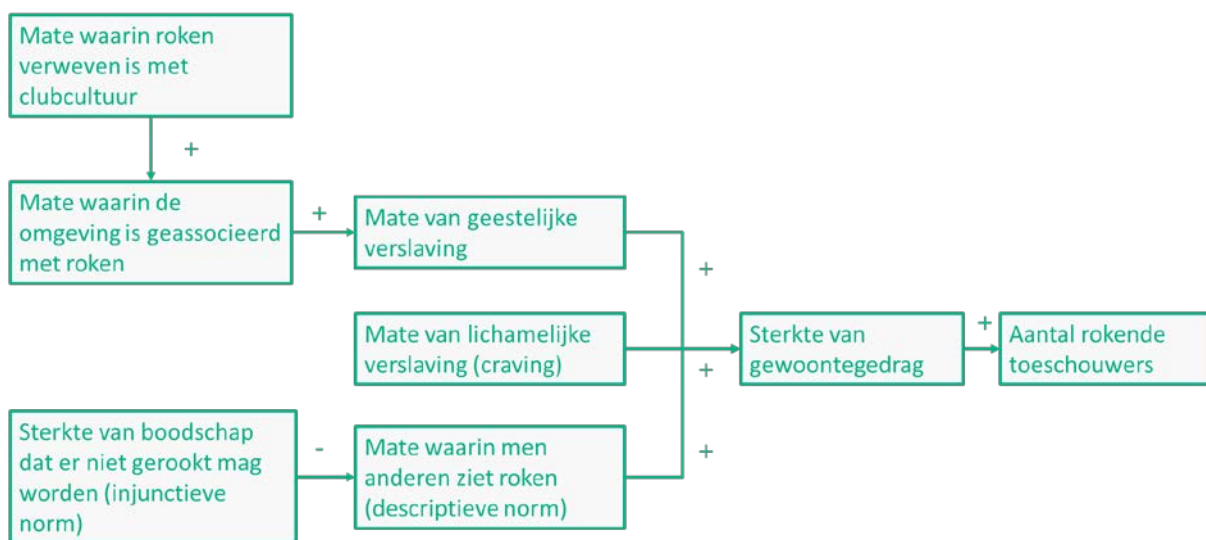 Mate waarin roken
verweven is met
clubcultuur
+
Mate waarin de
omgeving is geassocieerd
met roken
+
Mate van geestelijke
verslaving
+
Mate van lichamelijke
verslaving (craving)
+
Sterkte van
gewoontegedrag
+
Aantal rokende
toeschouwers
Sterkte van boodschap
dat er niet gerookt mag
worden (injunctieve
norm)
-
Mate waarin men
anderen ziet roken
(descriptieve norm)
+